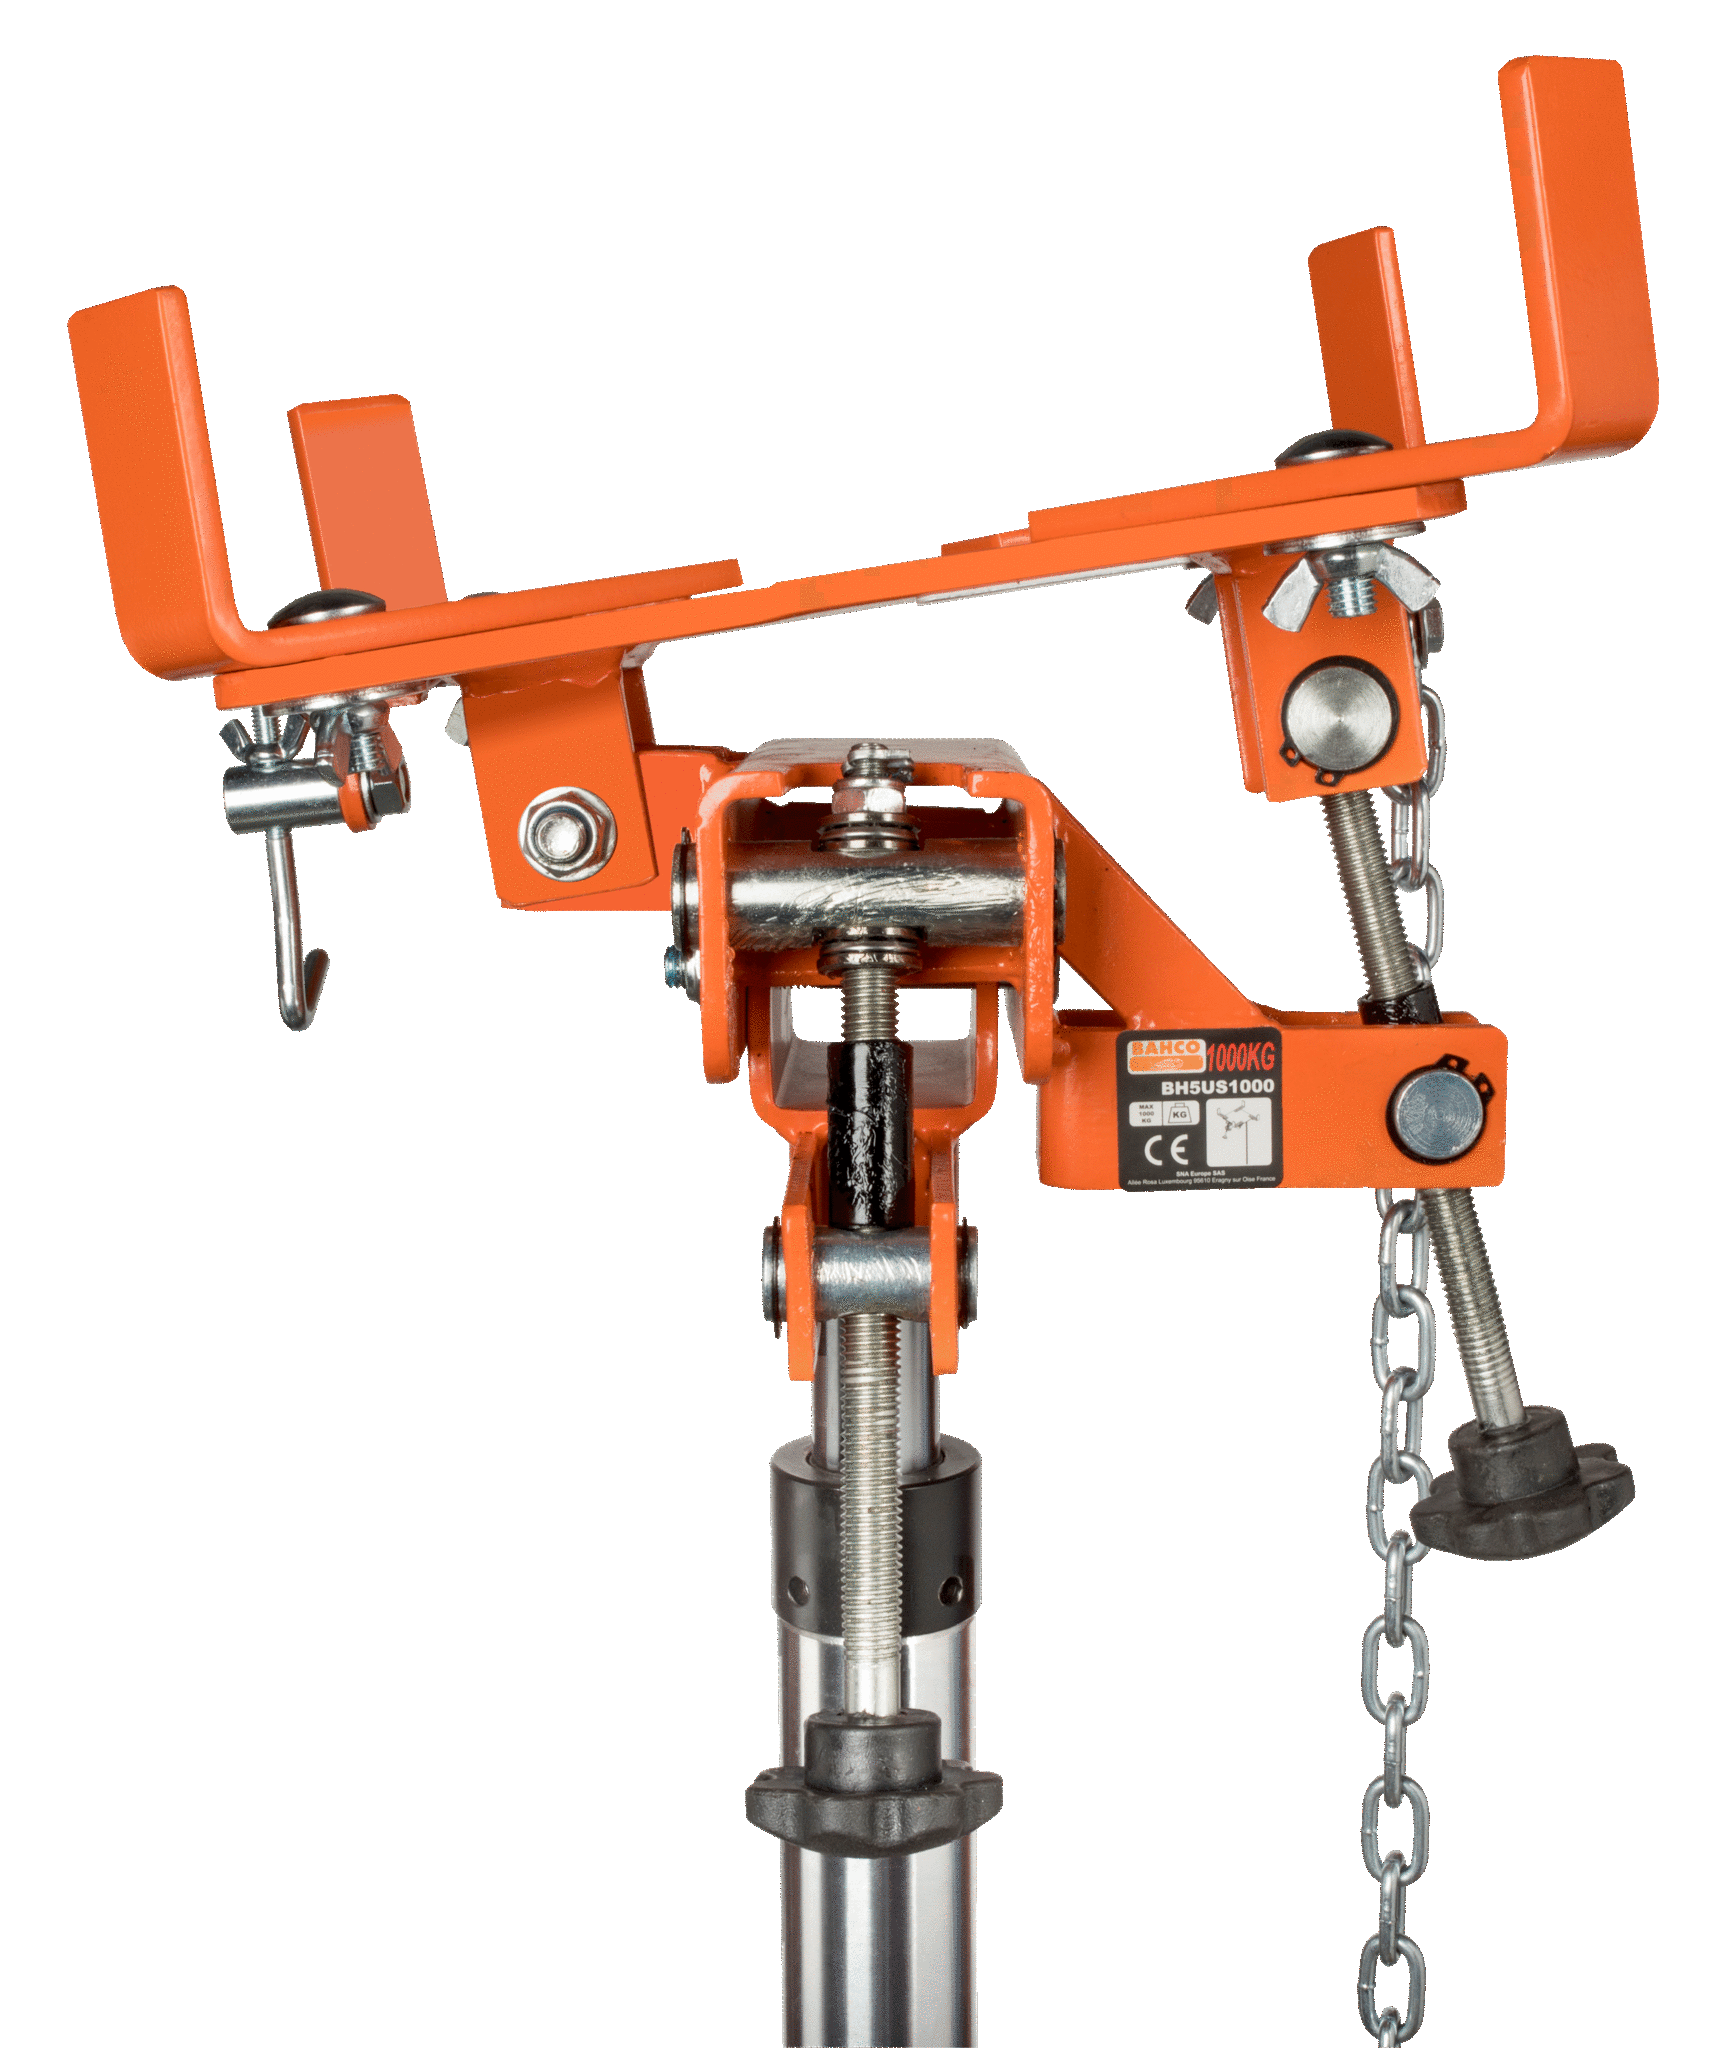 BAHCO 1000KG
BH5US1000
MAX
1000
KG
KG
CE
SNA Europe SAS
Allée Rosa Luxembourg 95610 Eragny sur Oise France